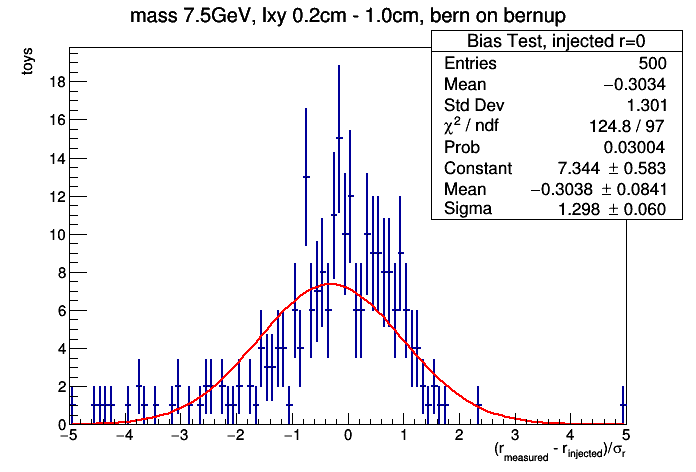 mass 7.5GeV, lxy 0.2cm - 1.0cm, bern on bernup
Bias Test, injected r=0
Entries 500
Mean −0.3034
Std Dev 1.301
χ² / ndf 124.8 / 97
Prob 0.03004
Constant 7.344 ± 0.583
Mean −0.3038 ± 0.0841
Sigma 1.298 ± 0.060
toys
18
16
14
12
10
8
6
4
2
0
−5 −4 −3 −2 −1 0 1 2 3 4 5
(r_measured - r_injected)/σ_r